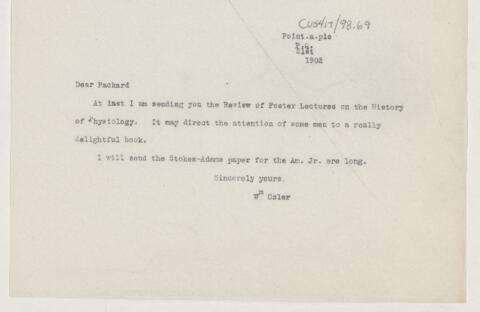 CUS417/98.69
Point.a.pic
P.Q.
21st
1902
Dear Packard
At last I am sending you the Review of Foster Lectures on the History
of Physiology. It may direct the attention of some men to a really
delightful book.
I will send the Stokes-Adams paper for the Am. Jr. ere long.
Sincerely yours,
Wm Osler